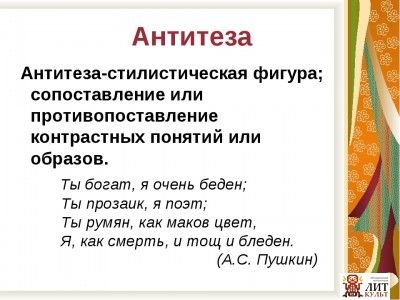 Антитеза
Антитеза-стилистическая фигура;
сопоставление или
противопоставление
контрастных понятий или
образов.
Ты богат, я очень беден;
Ты прозаик, я поэт;
Ты румян, как маков цвет,
Я, как смерть, и тощ и бледен.
(А.С. Пушкин)
ЛИТ
КУЛЬТ